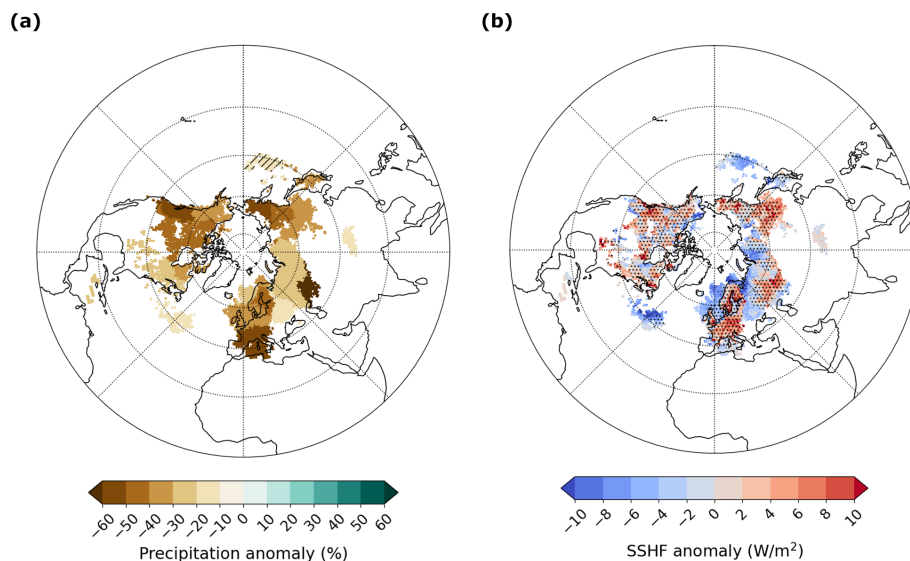 (a)
(b)
−60 −50 −40 −30 −20 −10 0 10 20 30 40 50 60
Precipitation anomaly (%)
−10 −8 −6 −4 −2 0 2 4 6 8 10
SSHF anomaly (W/m²)